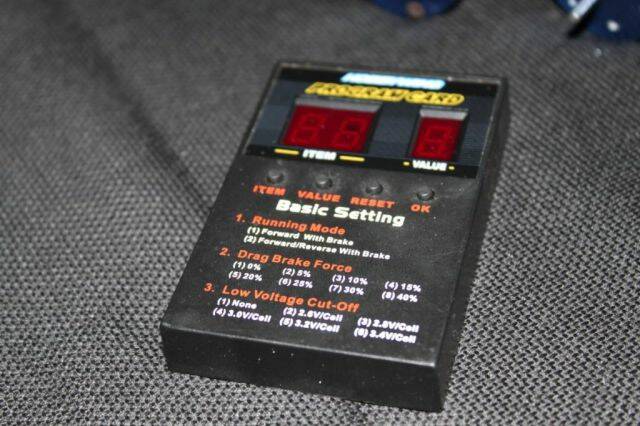 PROGRAM CARD
ITEM
VALUE
ITEM VALUE RESET OK
Basic Setting
1. Running Mode
(1) Forward With Brake
(2) Forward/Reverse With Brake
2. Drag Brake Force
(1) 0% (2) 5% (3) 10% (4) 15%
(5) 20% (6) 25% (7) 30% (8) 40%
3. Low Voltage Cut-Off
(1) None (2) 2.6V/Cell (3) 2.8V/Cell
(4) 3.0V/Cell (5) 3.2V/Cell (6) 3.4V/Cell